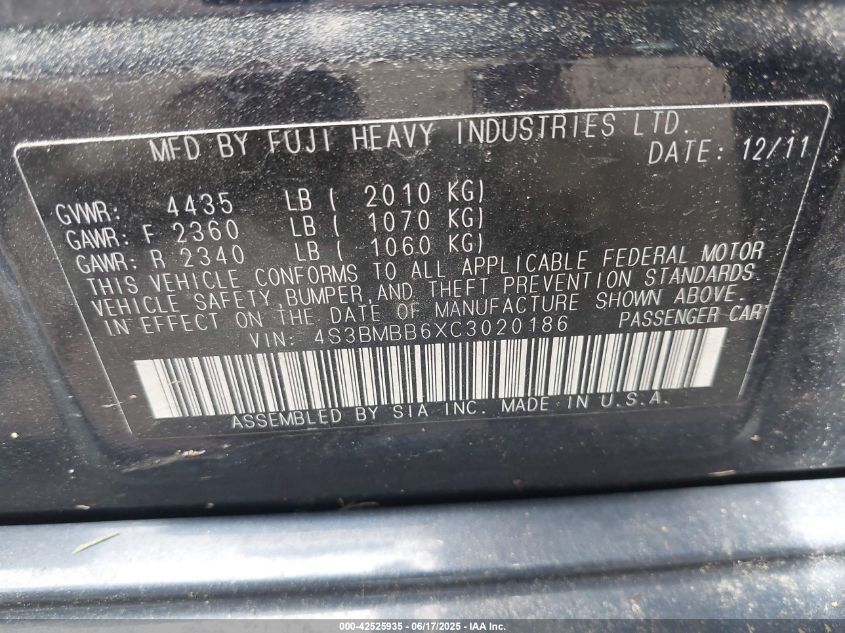 MFD BY FUJI HEAVY INDUSTRIES LTD.
DATE: 12/11
GVWR: 4435 LB ( 2010 KG)
GAWR: F 2360 LB ( 1070 KG)
GAWR: R 2340 LB ( 1060 KG)
THIS VEHICLE CONFORMS TO ALL APPLICABLE FEDERAL MOTOR
VEHICLE SAFETY, BUMPER, AND THEFT PREVENTION STANDARDS
IN EFFECT ON THE DATE OF MANUFACTURE SHOWN ABOVE.
VIN: 4S3BMBB6XC3020186 PASSENGER CAR
ASSEMBLED BY SIA INC. MADE IN U.S.A.
000-42525935 - 06/17/2025 - IAA Inc.